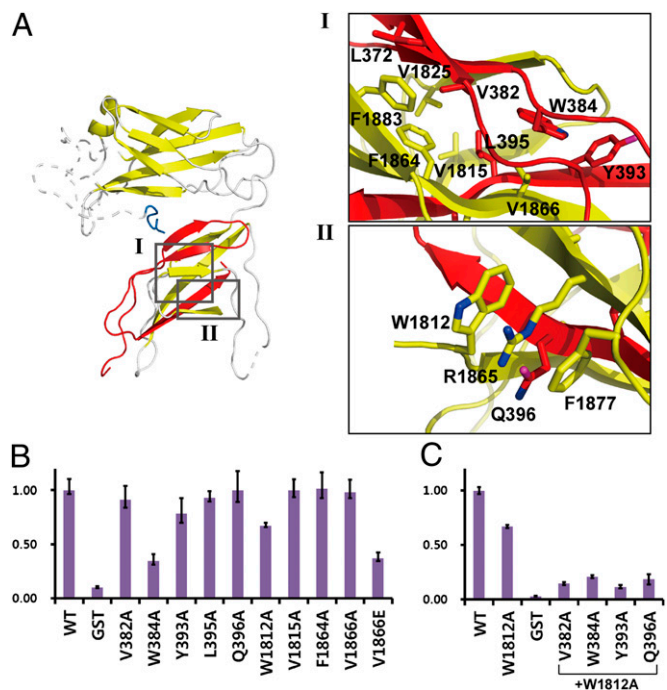 A
I
II
I
L372
V1825
V382
W384
F1883
L395
F1864
V1815
Y393
V1866
II
W1812
R1865
Q396
F1877
B
1.00
0.50
0.00
WT
GST
V382A
W384A
Y393A
L395A
Q396A
W1812A
V1815A
F1864A
V1866A
V1866E
C
1.00
0.50
0.00
WT
W1812A
GST
V382A
W384A
Y393A
Q396A
+W1812A